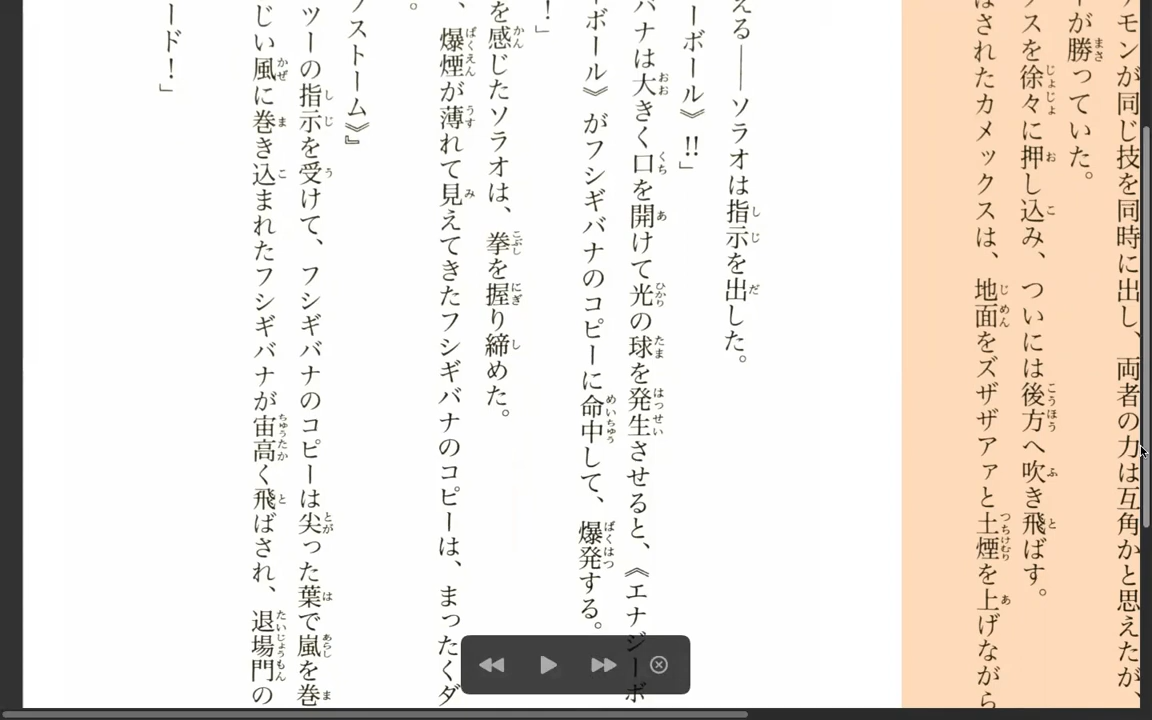 モンが同じ技を同時に出し、両者の力は互角かと思えたが、
が勝っていた。
スを徐々に押し込み、ついには後方へ吹き飛ばす。
ばされたカメックスは、地面をズザザァァと土煙を上げながら
える――ソラオは指示を出した。
ーボール》!!」
バナは大きく口を開けて光の球を発生させると、《エナジーボ
ーボール》がフシギバナのコピーに命中して、爆発する。
!」
を感じたソラオは、拳を握り締めた。
、爆煙が薄れて見えてきたフシギバナのコピーは、まったくダ
。
ストーム》』
ツーの指示を受けて、フシギバナのコピーは尖った葉で嵐を巻
じい風に巻き込まれたフシギバナが宙高く飛ばされ、退場門の
ード!」